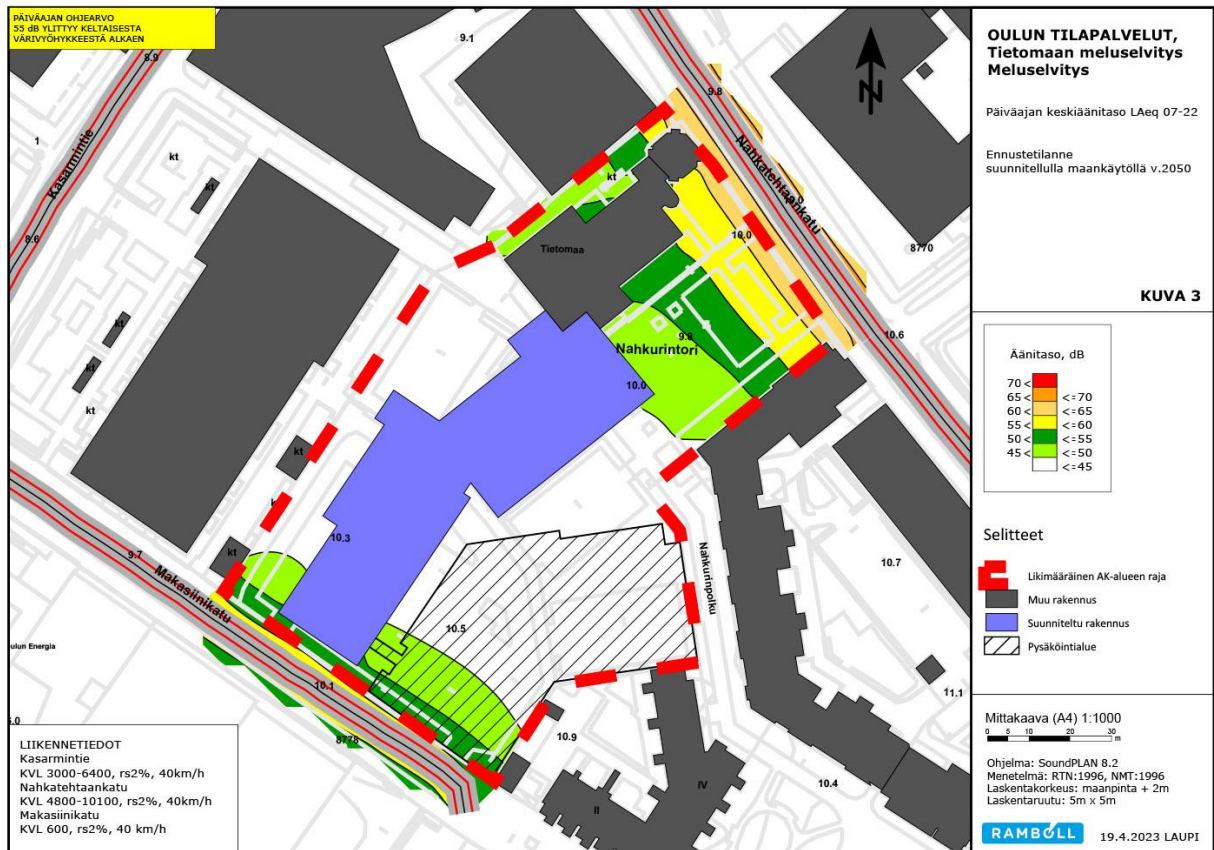 PÄIVÄAJAN OHJEARVO
55 dB YLITTYY KELTAISESTA
VÄRIVYÖHYKKEESTÄ ALKAEN
8.9
9.1
9.8
1
kt
kt
kt
Kasarmintie
8.6
Nahkatehtaankatu
10.0
8770
Tietomaa
kt
kt
kt
kt
9.8
Nahkurintori
10.0
10.6
kt
kt
10.3
9.7
kt
Makasiinikatu
10.5
Nahkurinpolku
10.7
10.1
8778
11.1
10.9
10.4
II
IV
LIIKENNETIEDOT
Kasarmintie
KVL 3000-6400, rs2%, 40km/h
Nahkatehtaankatu
KVL 4800-10100, rs2%, 40km/h
Makasiinikatu
KVL 600, rs2%, 40 km/h
OULUN TILAPALVELUT,
Tietomaan meluselvitys
Meluselvitys
Päiväajan keskiäänitaso LAeq 07-22
Ennustetilanne
suunnitellulla maankäytöllä v.2050
KUVA 3
Äänitaso, dB
70 <
65 < <=70
60 < <=65
55 < <=60
50 < <=55
45 < <=50
<=45
Selitteet
Likimääräinen AK-alueen raja
Muu rakennus
Suunniteltu rakennus
Pysäköintialue
Mittakaava (A4) 1:1000
0 5 10 20 30
m
Ohjelma: SoundPLAN 8.2
Menetelmä: RTN:1996, NMT:1996
Laskentakorkeus: maanpinta + 2m
Laskentaruutu: 5m x 5m
RAMBOLL 19.4.2023 LAUPI